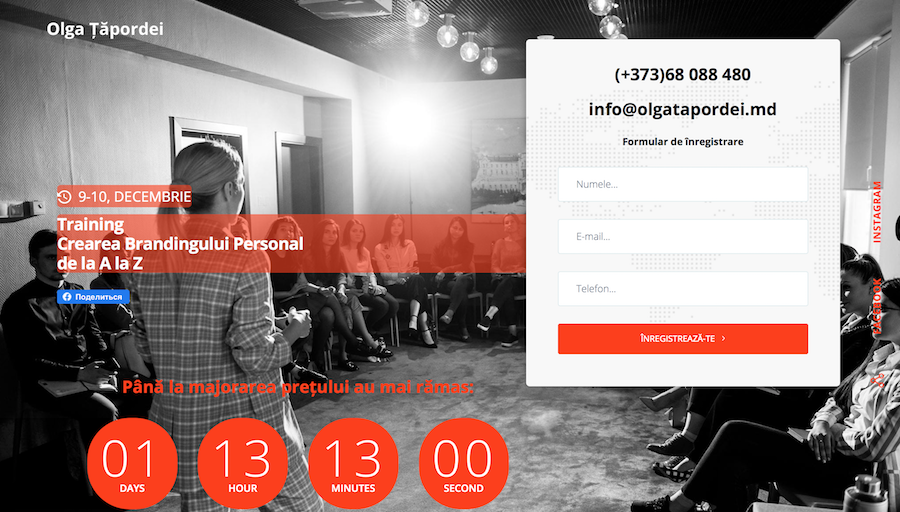 Olga Țăpordei
(+373)68 088 480
info@olgatapordei.md
Formular de înregistrare
Numele...
E-mail...
Telefon...
ÎNREGISTREAZĂ-TE
9-10, DECEMBRIE
Training
Crearea Brandingului Personal
de la A la Z
Поделиться
Până la majorarea prețului au mai rămas:
01
DAYS
13
HOUR
13
MINUTES
00
SECOND
INSTAGRAM
FACEBOOK